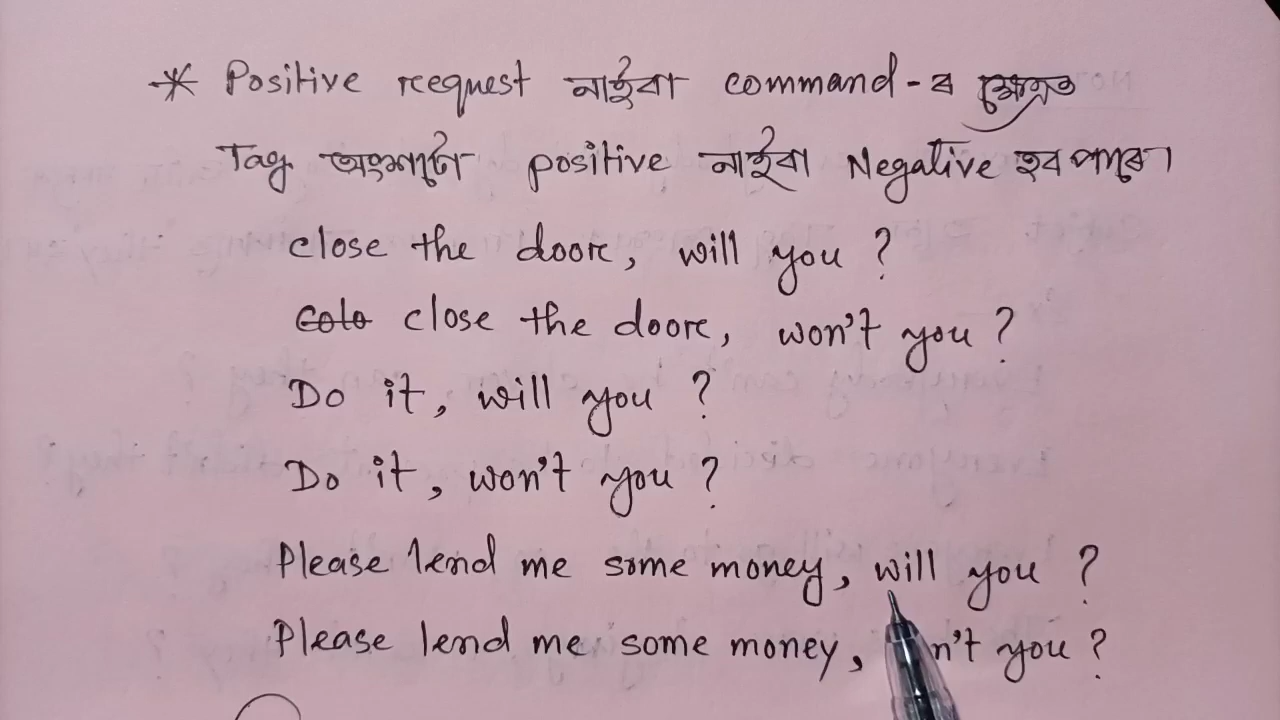 * Positive request নাইবা command-ৰ ক্ষেত্ৰত
Tag অংশটো positive নাইবা Negative হব পাৰে।
close the door, will you ?
close the door, won't you ?
Do it, will you ?
Do it, won't you ?
Please lend me some money, will you ?
Please lend me some money, n't you ?